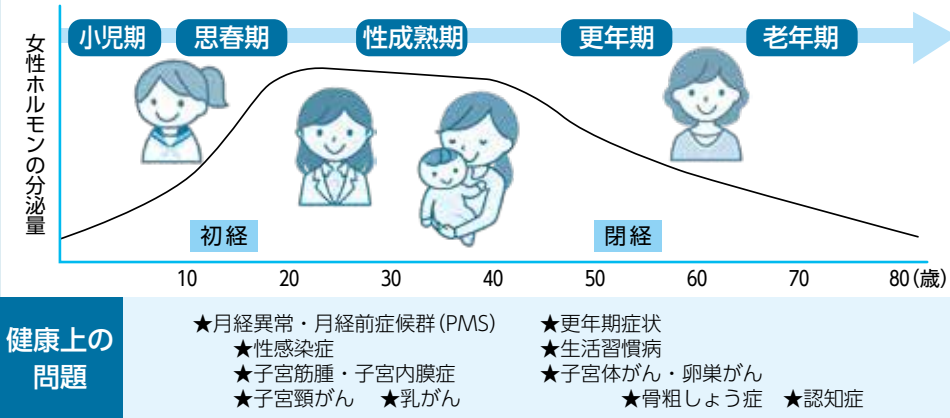 小児期 思春期 性成熟期 更年期 老年期
女性ホルモンの分泌量
初経 閉経
10 20 30 40 50 60 70 80(歳)
健康上の
問題
★月経異常・月経前症候群(PMS) ★更年期症状
★性感染症 ★生活習慣病
★子宮筋腫・子宮内膜症 ★子宮体がん・卵巣がん
★子宮頸がん ★乳がん ★骨粗しょう症 ★認知症